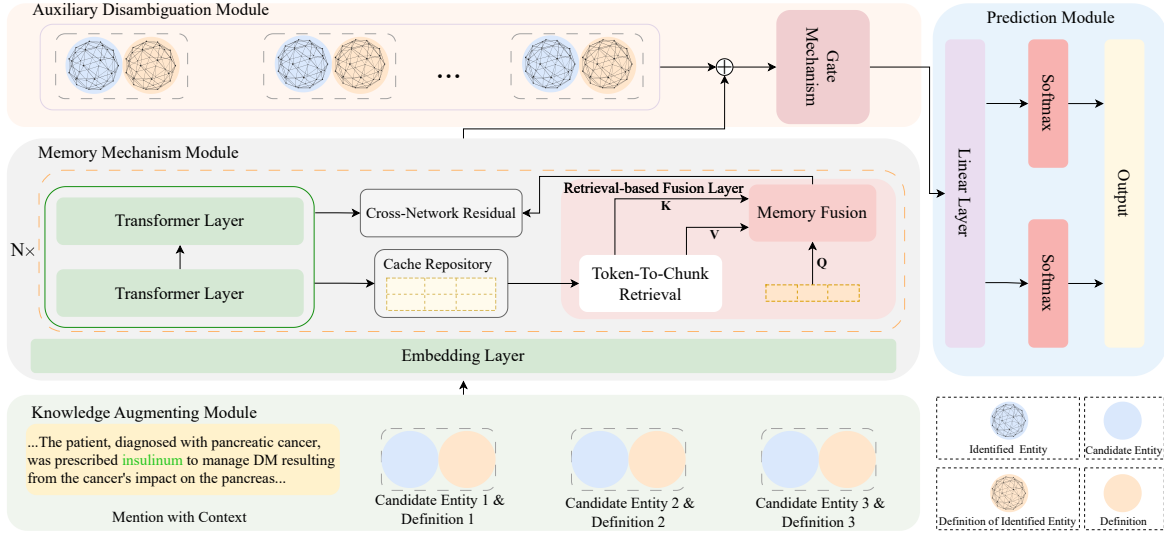 Auxiliary Disambiguation Module
...
Gate
Mechanism
Prediction Module
Linear Layer
Softmax
Softmax
Output
Memory Mechanism Module
N×
Transformer Layer
Transformer Layer
Cross-Network Residual
Cache Repository
Retrieval-based Fusion Layer
K
V
Q
Memory Fusion
Token-To-Chunk
Retrieval
Embedding Layer
Knowledge Augmenting Module
...The patient, diagnosed with pancreatic cancer,
was prescribed insulinum to manage DM resulting
from the cancer's impact on the pancreas...
Mention with Context
Candidate Entity 1 &
Definition 1
Candidate Entity 2 &
Definition 2
Candidate Entity 3 &
Definition 3
Identified Entity
Candidate Entity
Definition of Identified Entity
Definition